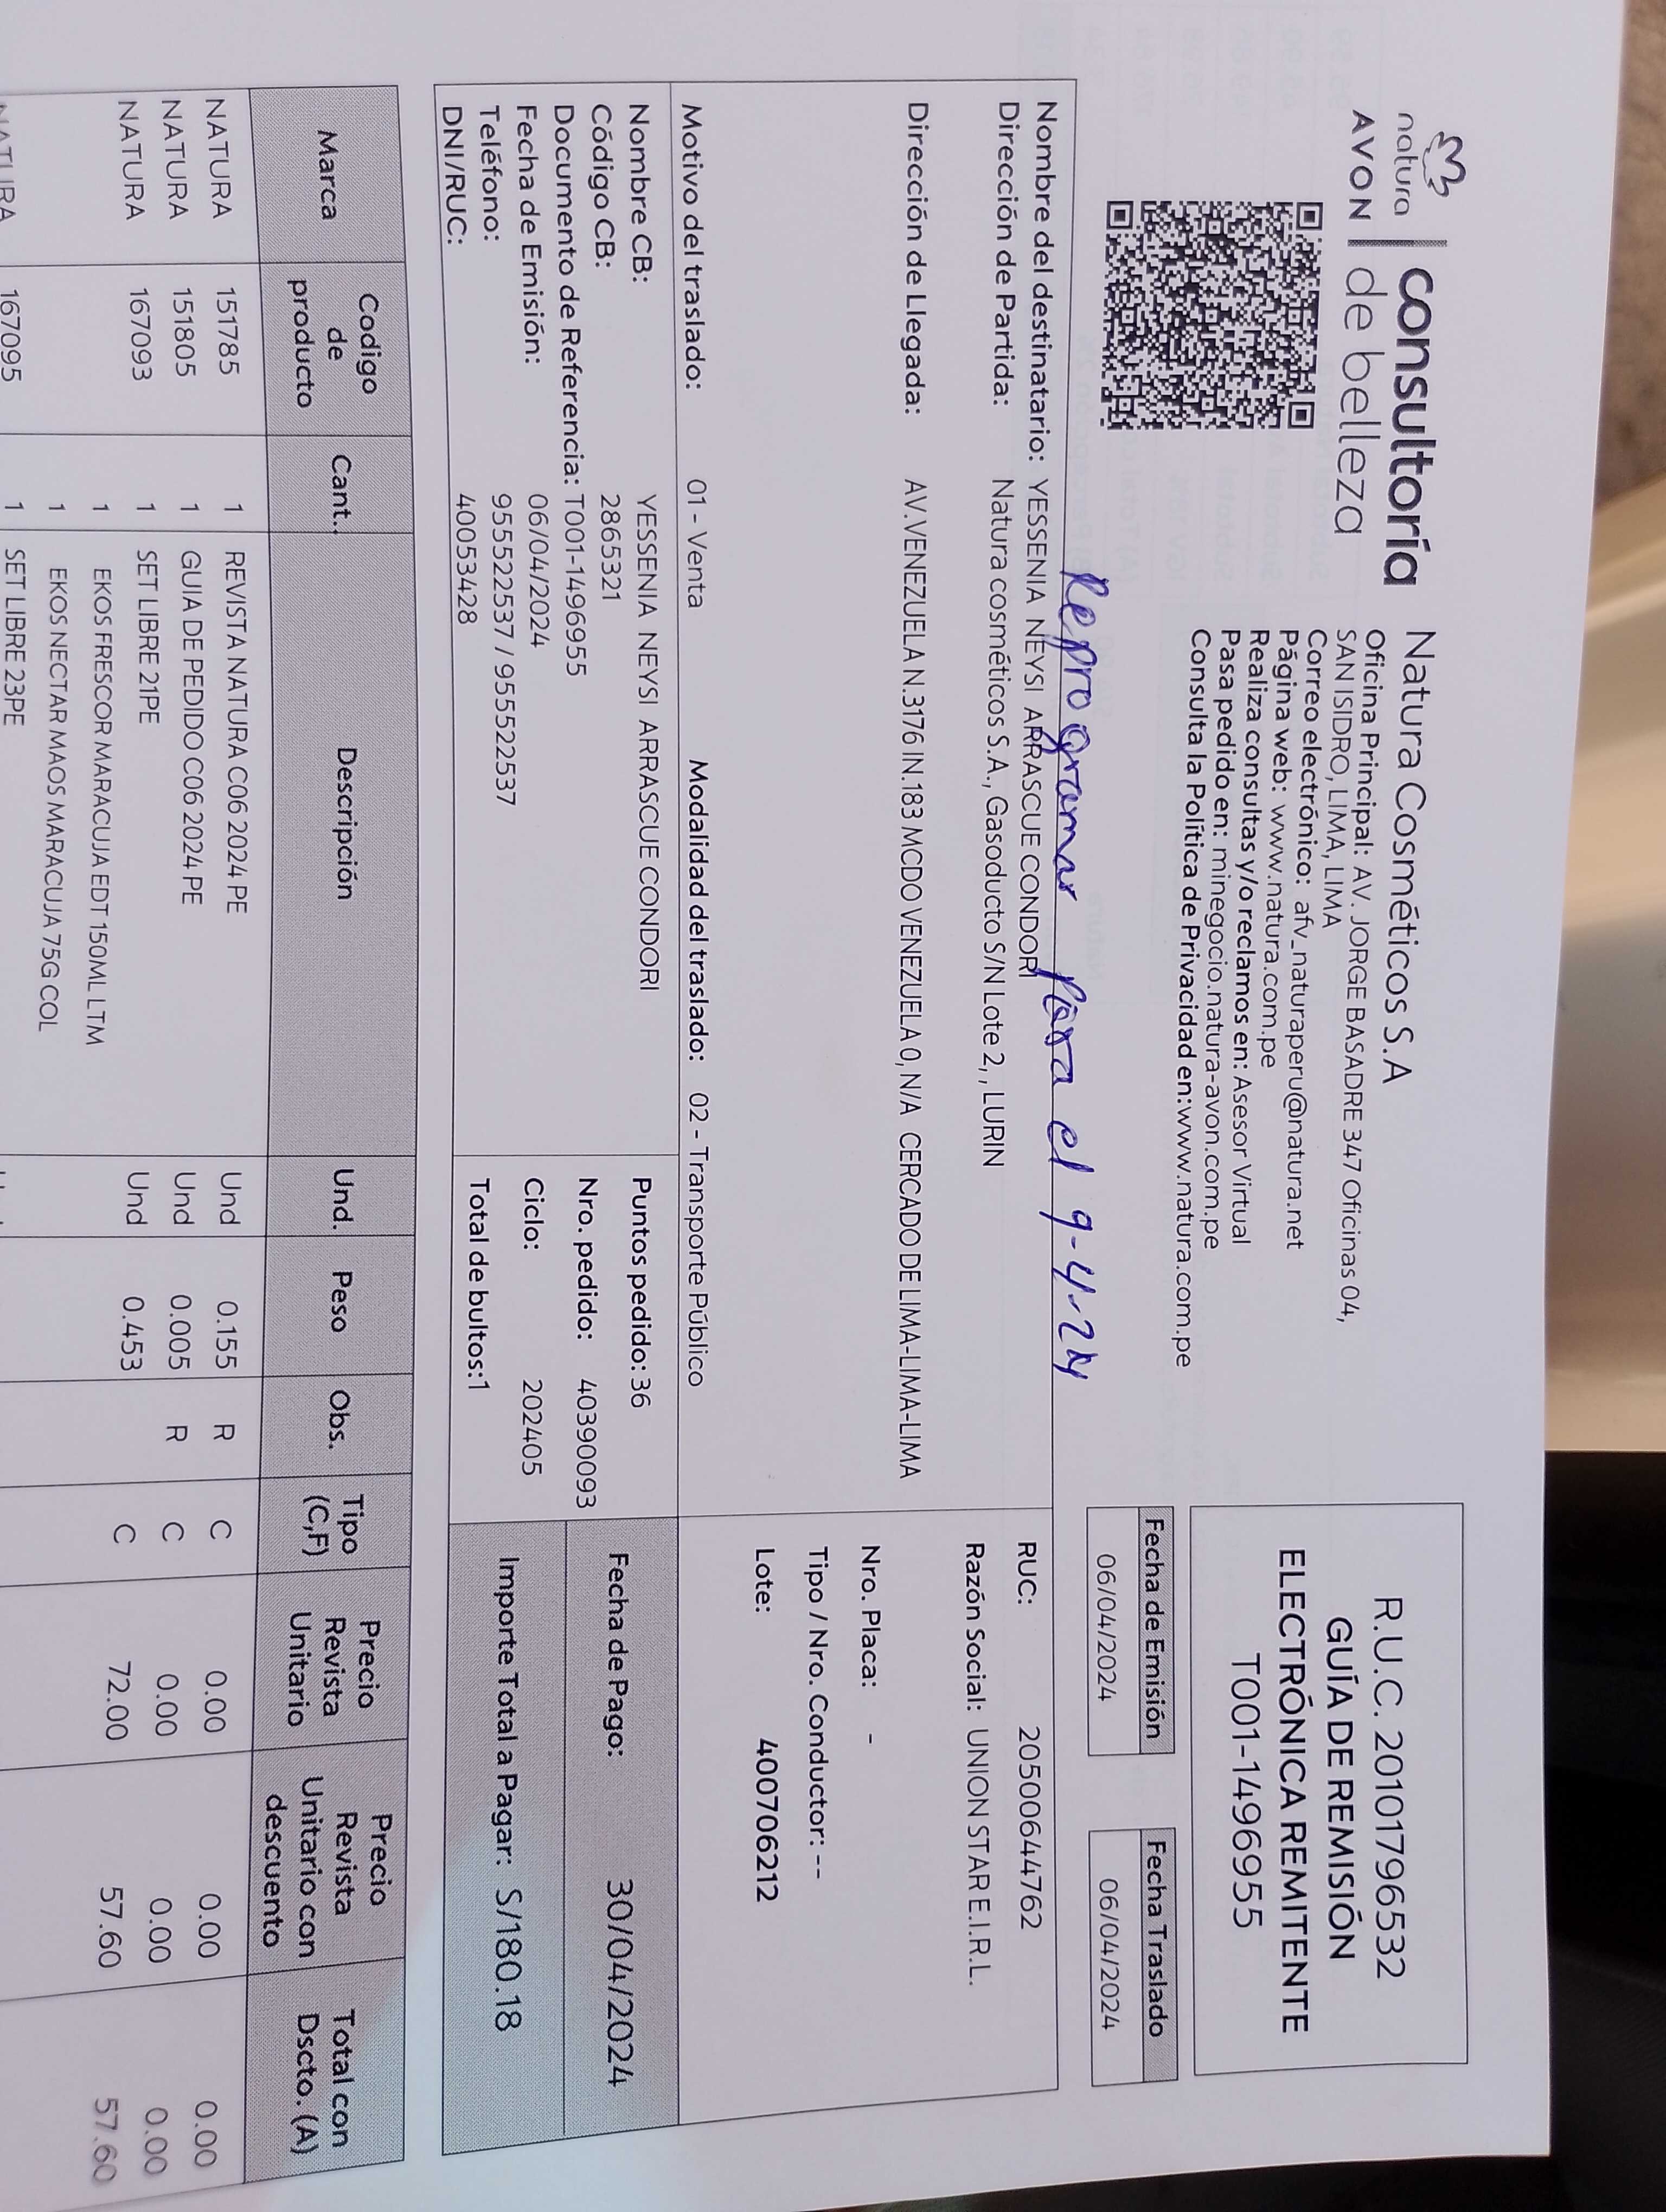 natura
AVON
consultoría
de belleza
Natura Cosméticos S.A
Oficina Principal: AV. JORGE BASADRE 347 Oficinas 04,
SAN ISIDRO, LIMA, LIMA
Correo electrónico: afv_naturaperu@natura.net
Página web: www.natura.com.pe
Realiza consultas y/o reclamos en: Asesor Virtual
Pasa pedido en: minegocio.natura-avon.com.pe
Consulta la Política de Privacidad en:www.natura.com.pe
R.U.C. 20101796532
GUÍA DE REMISIÓN
ELECTRÓNICA REMITENTE
T001-1496955
Fecha de Emisión
06/04/2024
Fecha Traslado
06/04/2024
Reprogramar para el 9-4-24
Nombre del destinatario: YESSENIA NEYSI ARRASCUE CONDORI
Dirección de Partida: Natura cosméticos S.A., Gasoducto S/N Lote 2, , LURIN
Dirección de Llegada: AV.VENEZUELA N.3176 IN.183 MCDO VENEZUELA 0, N/A CERCADO DE LIMA-LIMA-LIMA
Motivo del traslado: 01 - Venta Modalidad del traslado: 02 - Transporte Público
RUC: 20500644762
Razón Social: UNION STAR E.I.R.L.
Nro. Placa: -
Tipo / Nro. Conductor: --
Lote: 400706212
Nombre CB: YESSENIA NEYSI ARRASCUE CONDORI
Código CB: 2865321
Documento de Referencia: T001-1496955
Fecha de Emisión: 06/04/2024
Teléfono: 955522537 / 955522537
DNI/RUC: 40053428
Puntos pedido: 36
Nro. pedido: 40390093
Ciclo: 202405
Total de bultos:1
Fecha de Pago: 30/04/2024
Importe Total a Pagar: S/180.18
Marca Codigo de producto Cant.. Descripción Und. Peso Obs. Tipo (C,F) Precio Revista Unitario Precio Revista Unitario con descuento Total con Dscto. (A)
NATURA 151785 1 REVISTA NATURA C06 2024 PE Und 0.155 R C 0.00 0.00 0.00
NATURA 151805 1 GUIA DE PEDIDO C06 2024 PE Und 0.005 R C 0.00 0.00 0.00
NATURA 167093 1 SET LIBRE 21PE Und 0.453 C 72.00 57.60 57.60
1 EKOS FRESCOR MARACUJA EDT 150ML LTM
1 EKOS NECTAR MAOS MARACUJA 75G COL
NATURA 167095 1 SET LIBRE 23PE